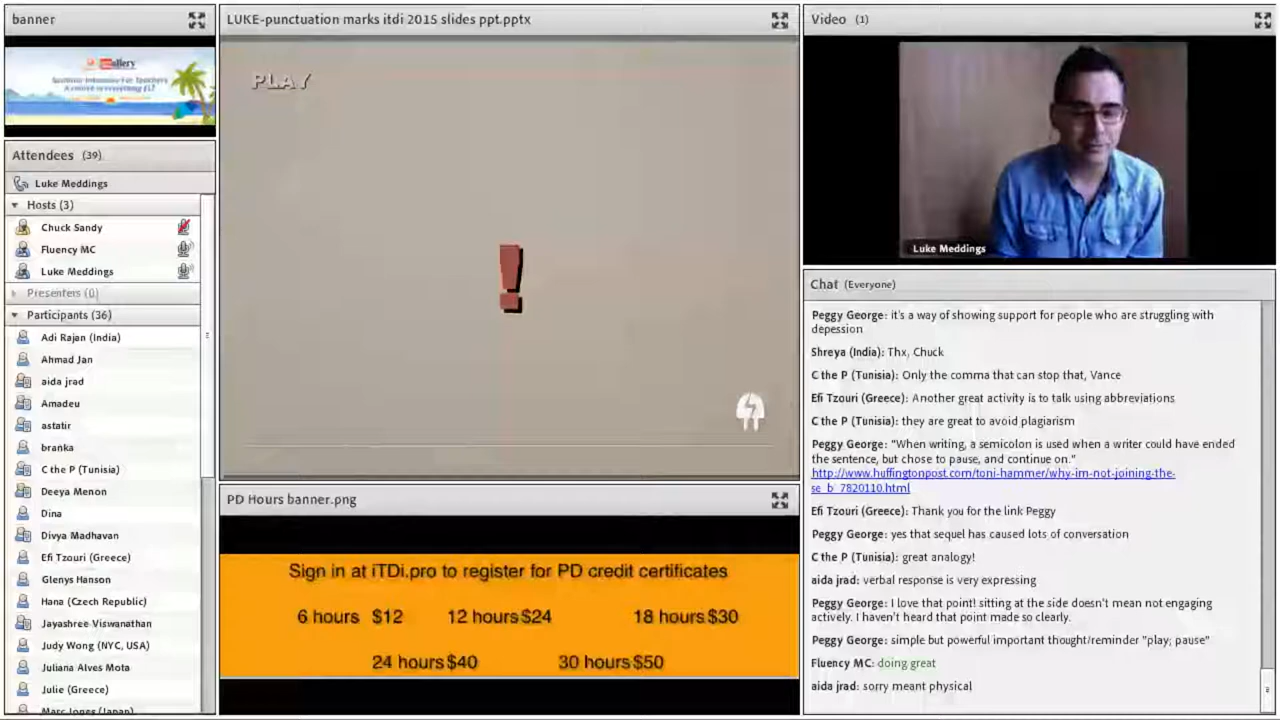 banner
allery
Summer Intensive For Teachers
A course in everything ELT
Attendees (39)
Luke Meddings
Hosts (3)
Chuck Sandy
Fluency MC
Luke Meddings
Presenters (0)
Participants (36)
Adi Rajan (India)
Ahmad Jan
aida jrad
Amadeu
astatir
branka
C the P (Tunisia)
Deeya Menon
Dina
Divya Madhavan
Efi Tzouri (Greece)
Glenys Hanson
Hana (Czech Republic)
Jayashree Viswanathan
Judy Wong (NYC, USA)
Juliana Alves Mota
Julie (Greece)
Marc Jones (Japan)
LUKE-punctuation marks itdi 2015 slides ppt.pptx
PLAY
!
PD Hours banner.png
Sign in at iTDi.pro to register for PD credit certificates
6 hours $12 12 hours $24 18 hours $30
24 hours $40 30 hours $50
Video (1)
Luke Meddings
Chat (Everyone)
Peggy George: it's a way of showing support for people who are struggling with
depession
Shreya (India): Thx, Chuck
C the P (Tunisia): Only the comma that can stop that, Vance
Efi Tzouri (Greece): Another great activity is to talk using abbreviations
C the P (Tunisia): they are great to avoid plagiarism
Peggy George: "When writing, a semicolon is used when a writer could have ended
the sentence, but chose to pause, and continue on."
http://www.huffingtonpost.com/toni-hammer/why-im-not-joining-the-
se_b_7820110.html
Efi Tzouri (Greece): Thank you for the link Peggy
Peggy George: yes that sequel has caused lots of conversation
C the P (Tunisia): great analogy!
aida jrad: verbal response is very expressing
Peggy George: I love that point! sitting at the side doesn't mean not engaging
actively. I haven't heard that point made so clearly.
Peggy George: simple but powerful important thought/reminder "play; pause"
Fluency MC: doing great
aida jrad: sorry meant physical